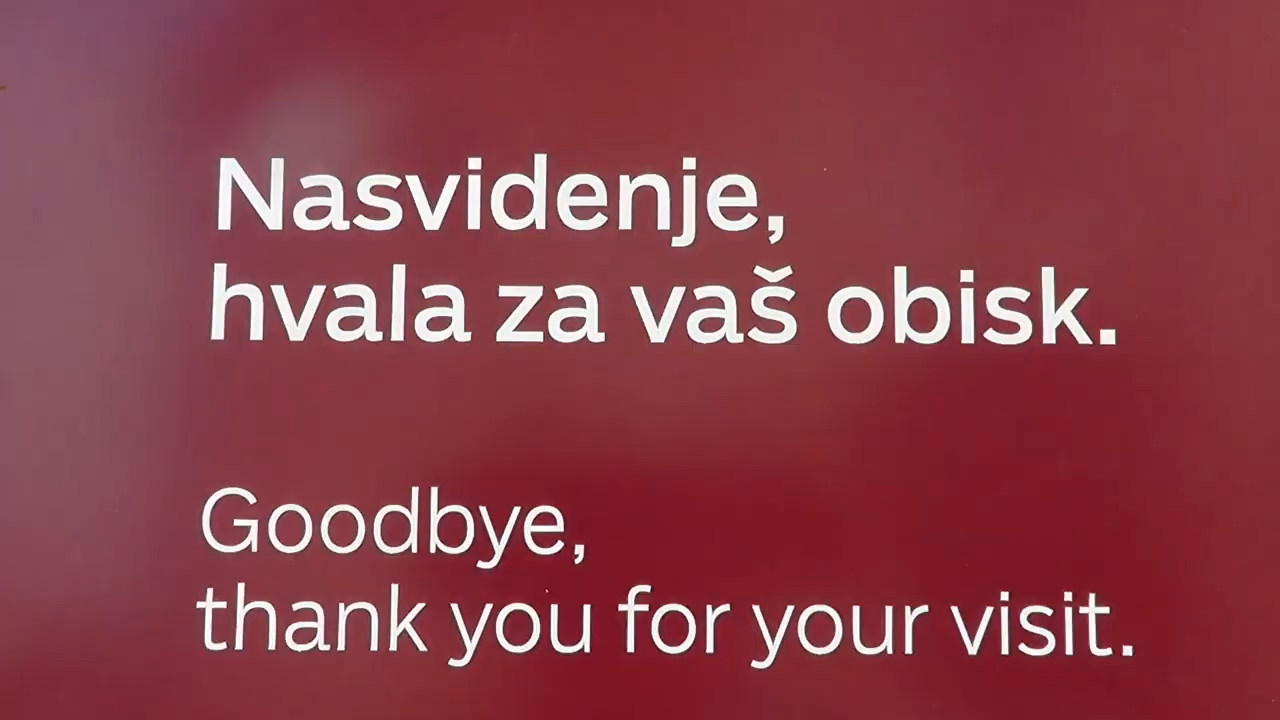 Nasvidenje,
hvala za vaš obisk.
Goodbye,
thank you for your visit.